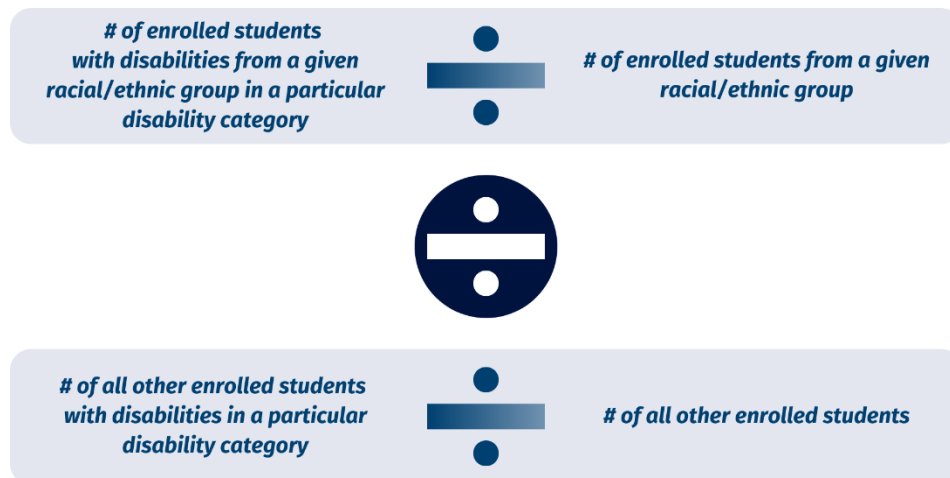 # of enrolled students
with disabilities from a given
racial/ethnic group in a particular
disability category
# of enrolled students from a given
racial/ethnic group
# of all other enrolled students
with disabilities in a particular
disability category
# of all other enrolled students